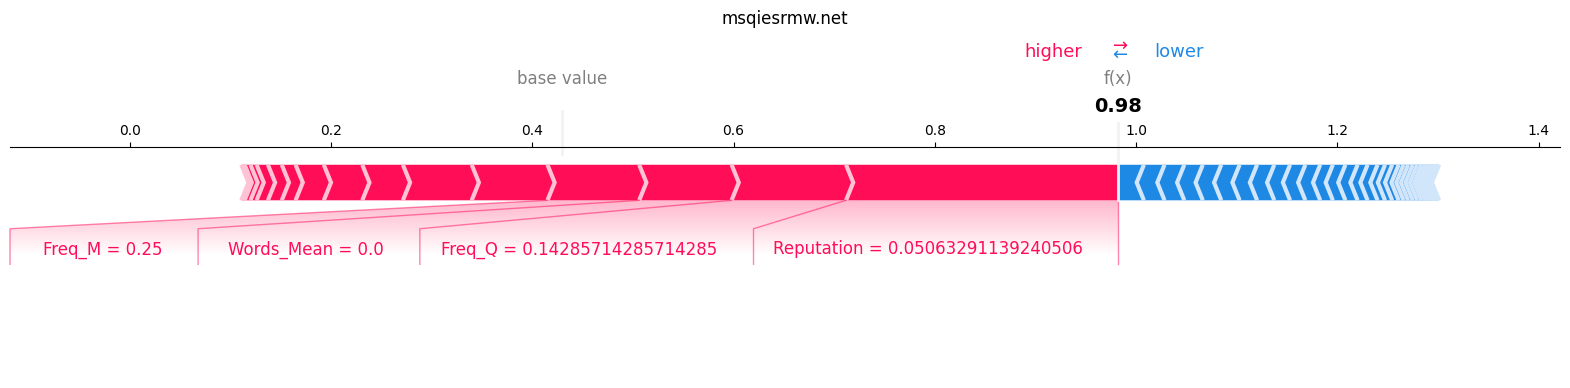 msqiesrmw.net
higher ⇄ lower
base value f(x)
0.98
0.0 0.2 0.4 0.6 0.8 1.0 1.2 1.4
Freq_M = 0.25 Words_Mean = 0.0 Freq_Q = 0.14285714285714285 Reputation = 0.05063291139240506